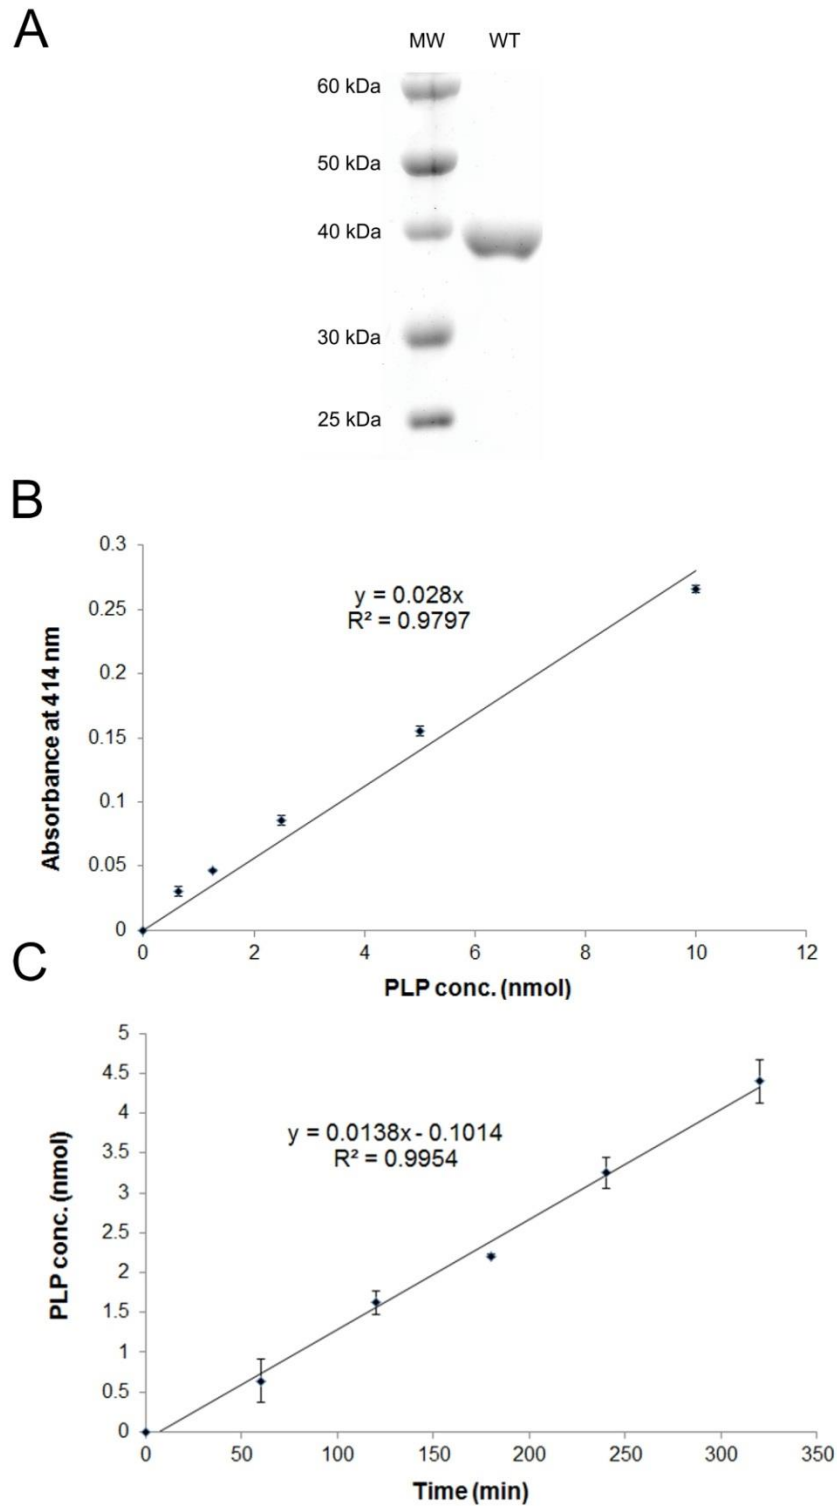 A
MW WT
60 kDa
50 kDa
40 kDa
30 kDa
25 kDa
B
0.3
0.25
0.2
0.15
0.1
0.05
0
y = 0.028x
R² = 0.9797
Absorbance at 414 nm
0 2 4 6 8 10 12
PLP conc. (nmol)
C
5
4.5
4
3.5
3
2.5
2
1.5
1
0.5
0
y = 0.0138x - 0.1014
R² = 0.9954
PLP conc. (nmol)
0 50 100 150 200 250 300 350
Time (min)